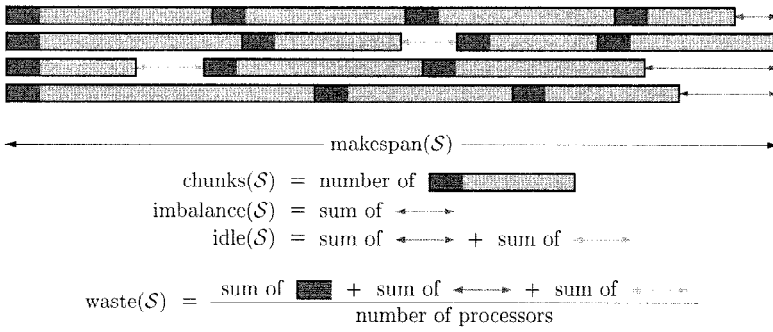 makespan(𝒮)
chunks(𝒮) = number of
imbalance(𝒮) = sum of
idle(𝒮) = sum of + sum of
sum of + sum of + sum of
waste(𝒮) =
number of processors